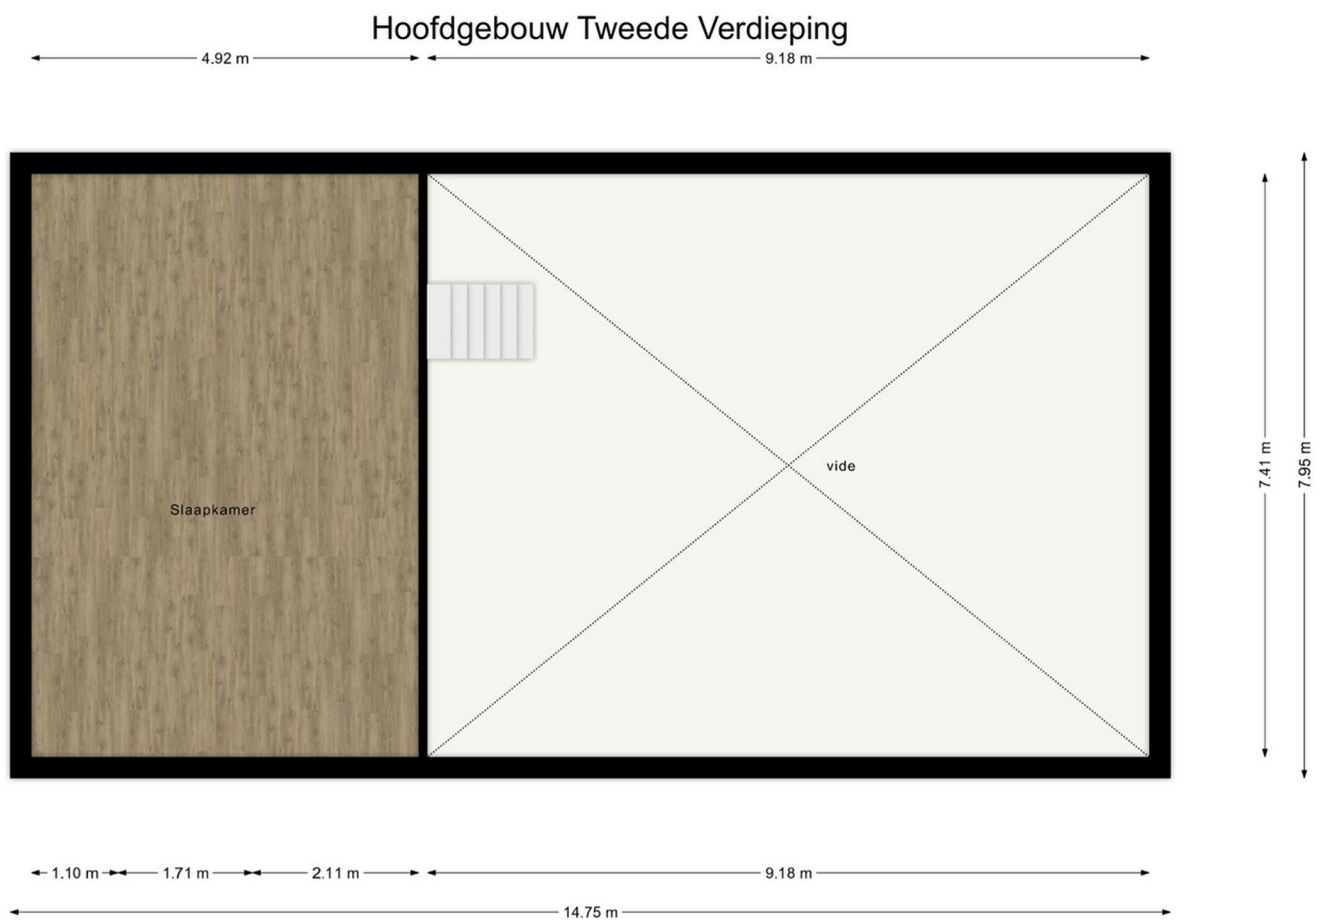 Hoofdgebouw Tweede Verdieping
4.92 m
9.18 m
7.41 m
7.95 m
vide
Slaapkamer
1.10 m
1.71 m
2.11 m
9.18 m
14.75 m